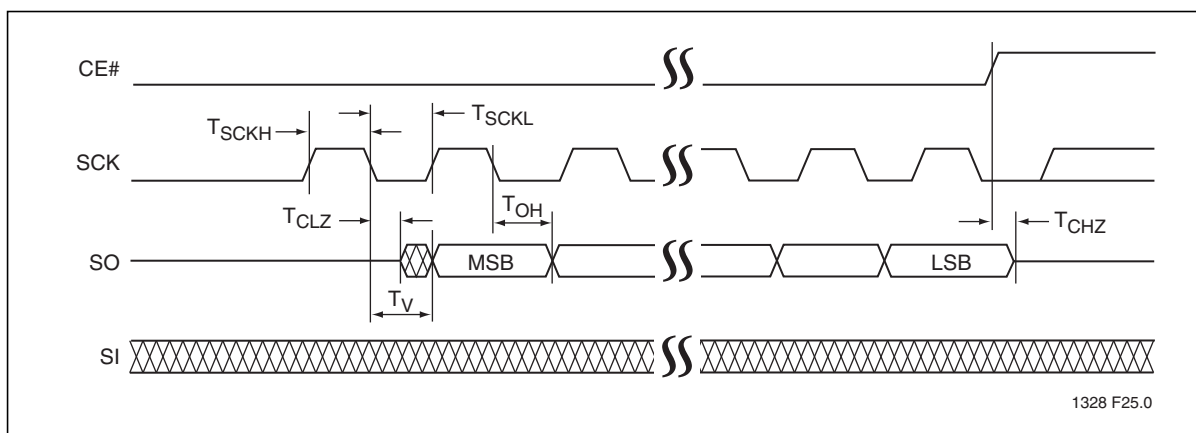 CE#
TSCKH
TSCKL
SCK
TCLZ
TOH
TCHZ
SO
MSB
LSB
TV
SI
1328 F25.0